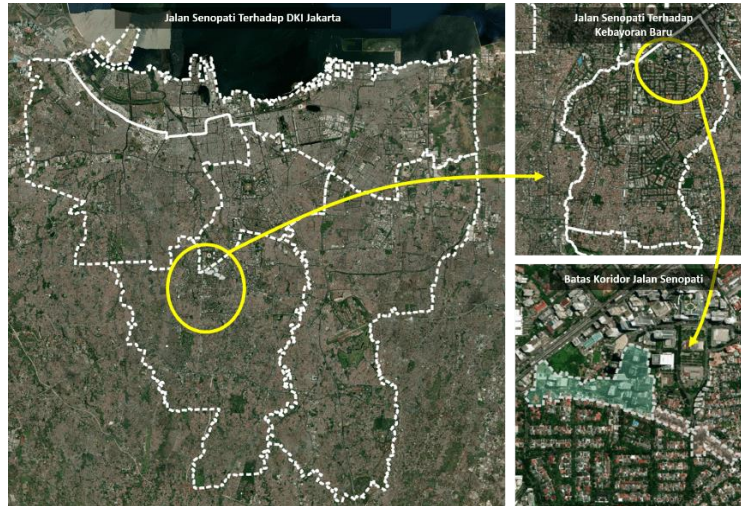 Jalan Senopati Terhadap DKI Jakarta
Jalan Senopati Terhadap
Kebayoran Baru
Batas Koridor Jalan Senopati